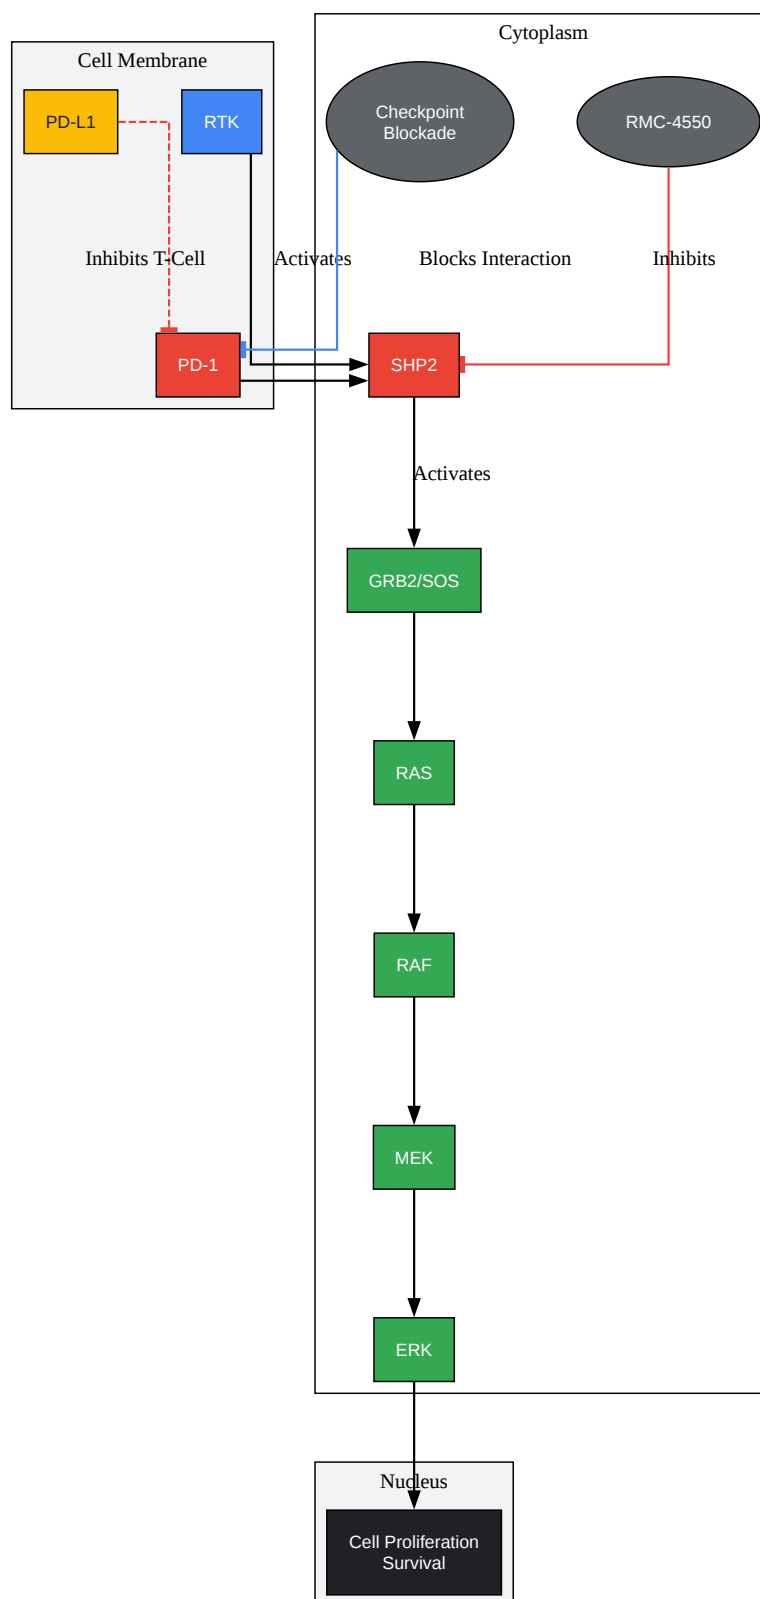 Cytoplasm
Cell Membrane
PD-L1
RTK
Checkpoint
Blockade
RMC-4550
Inhibits T-Cell
Activates
Blocks Interaction
Inhibits
PD-1
SHP2
Activates
GRB2/SOS
RAS
RAF
MEK
ERK
Nucleus
Cell Proliferation
Survival